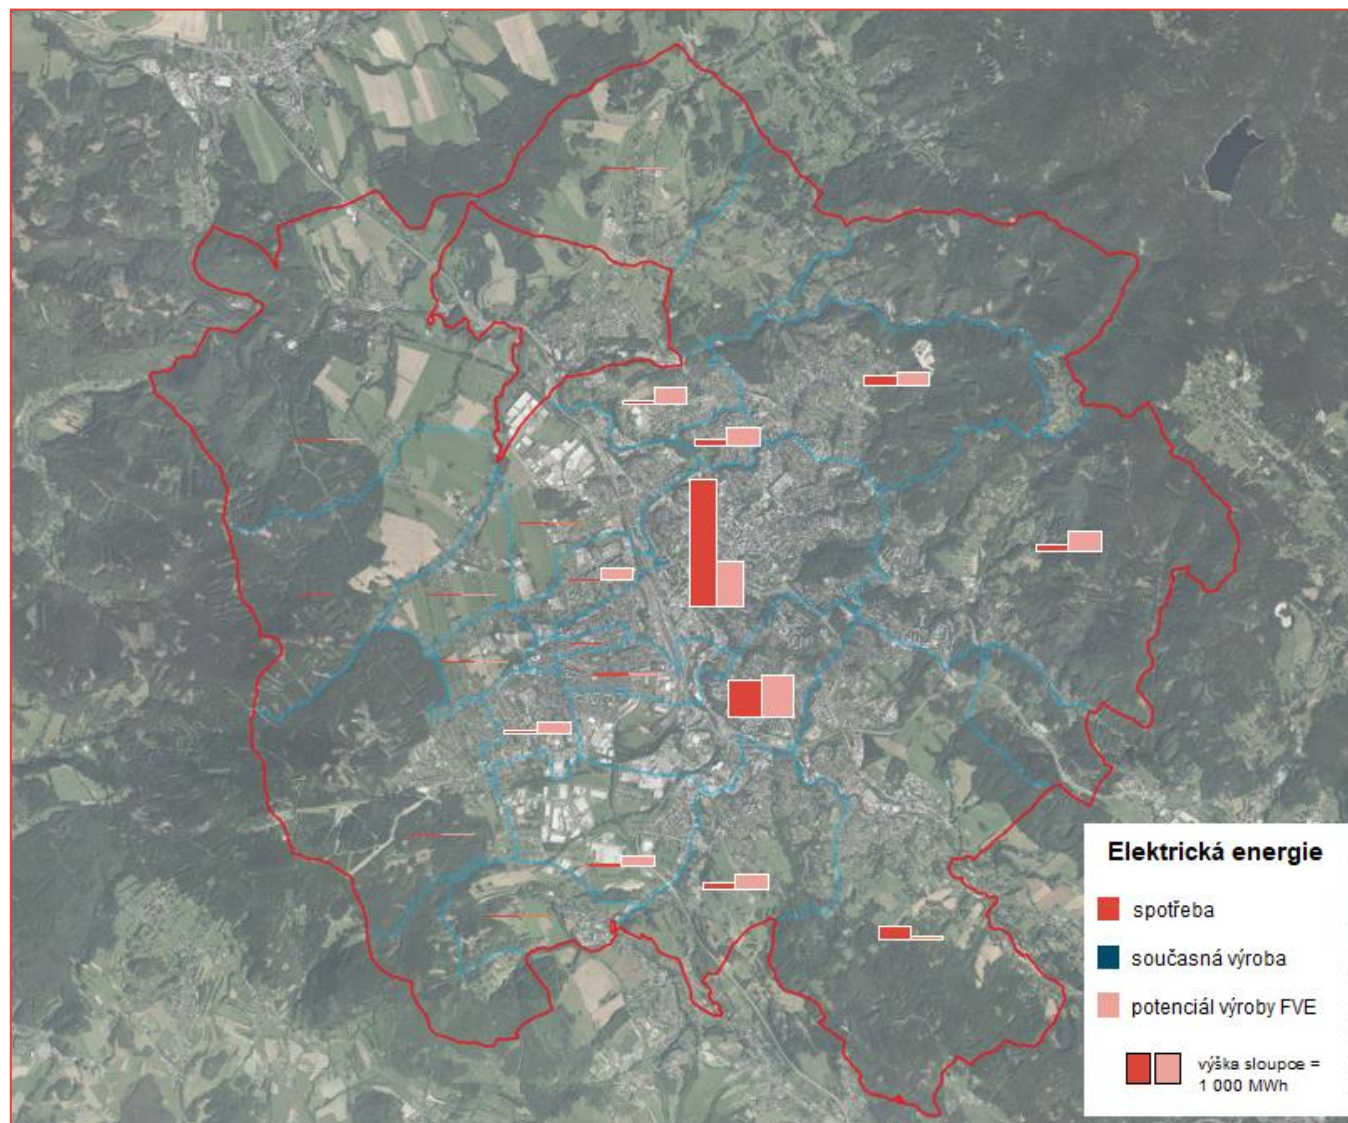 Elektrická energie
spotřeba
současná výroba
potenciál výroby FVE
výška sloupce =
1 000 MWh